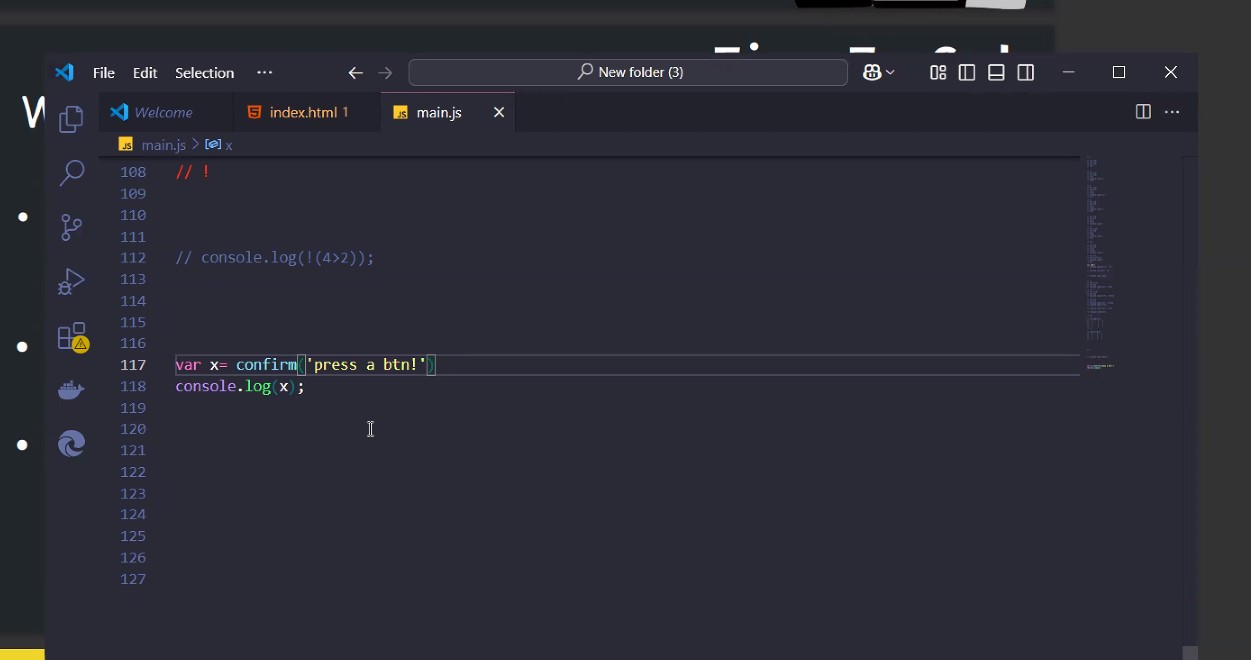 File Edit Selection ··· New folder (3)
Welcome index.html 1 JS main.js
JS main.js > x
108 // !
109
110
111
112 // console.log(!(4>2));
113
114
115
116
117 var x= confirm('press a btn!')
118 console.log(x);
119
120
121
122
123
124
125
126
127